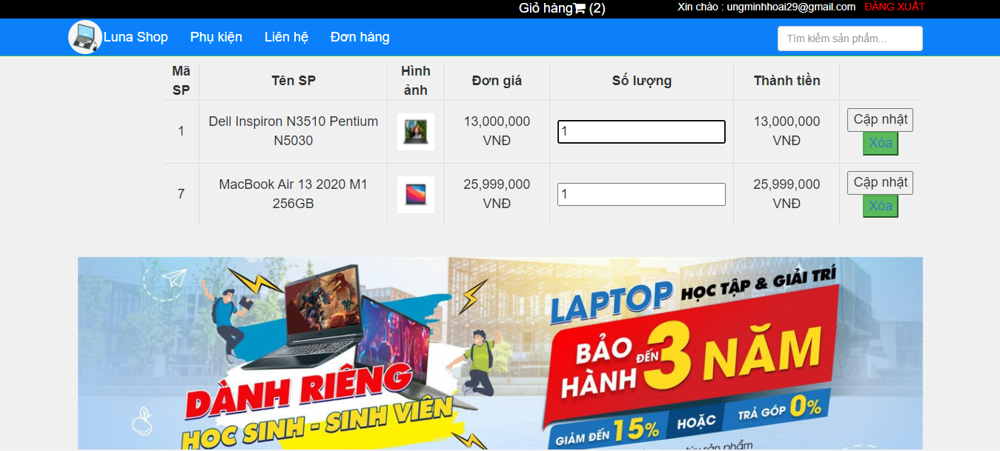 Giỏ hàng (2)
Xin chào : ungminhhoai29@gmail.com ĐĂNG XUẤT
Luna Shop Phụ kiện Liên hệ Đơn hàng
Tìm kiếm sản phẩm...
Mã SP Tên SP Hình ảnh Đơn giá Số lượng Thành tiền
1 Dell Inspiron N3510 Pentium N5030 13,000,000 VNĐ 1 13,000,000 VNĐ Cập nhật
Xóa
7 MacBook Air 13 2020 M1 256GB 25,999,000 VNĐ 1 25,999,000 VNĐ Cập nhật
Xóa
DÀNH RIÊNG
HỌC SINH - SINH VIÊN
LAPTOP HỌC TẬP & GIẢI TRÍ
BẢO HÀNH ĐẾN 3 NĂM
GIẢM ĐẾN 15% HOẶC TRẢ GÓP 0%
tùy sản phẩm